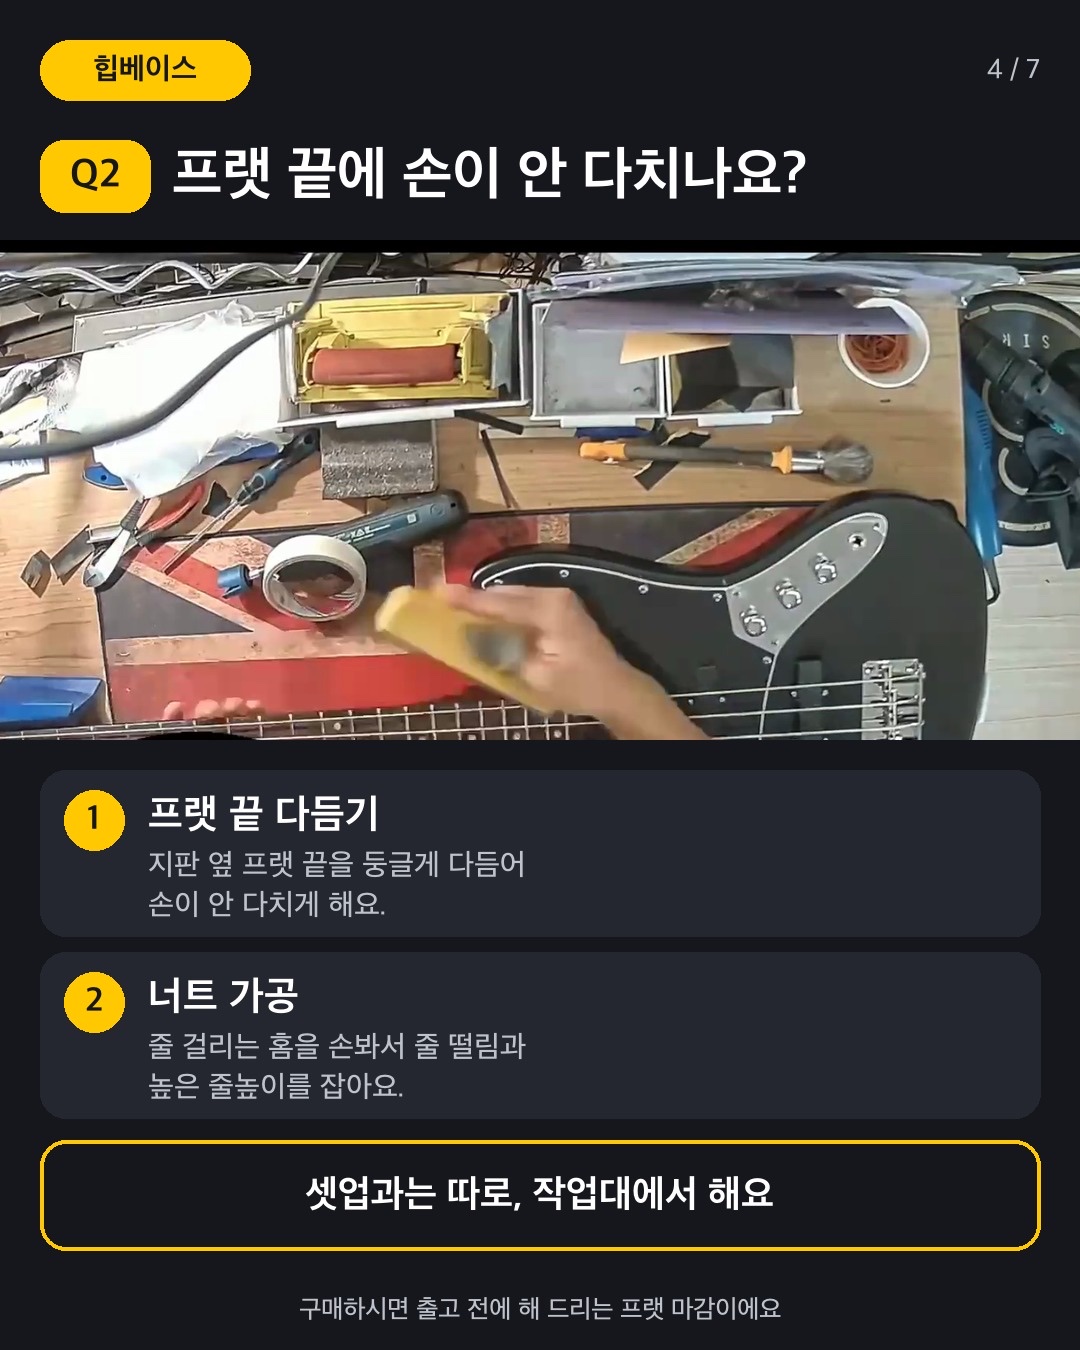 힙베이스
4 / 7
Q2 프랫 끝에 손이 안 다치나요?
S I R
1 프랫 끝 다듬기
지판 옆 프랫 끝을 둥글게 다듬어
손이 안 다치게 해요.
2 너트 가공
줄 걸리는 홈을 손봐서 줄 떨림과
높은 줄높이를 잡아요.
셋업과는 따로, 작업대에서 해요
구매하시면 출고 전에 해 드리는 프랫 마감이에요